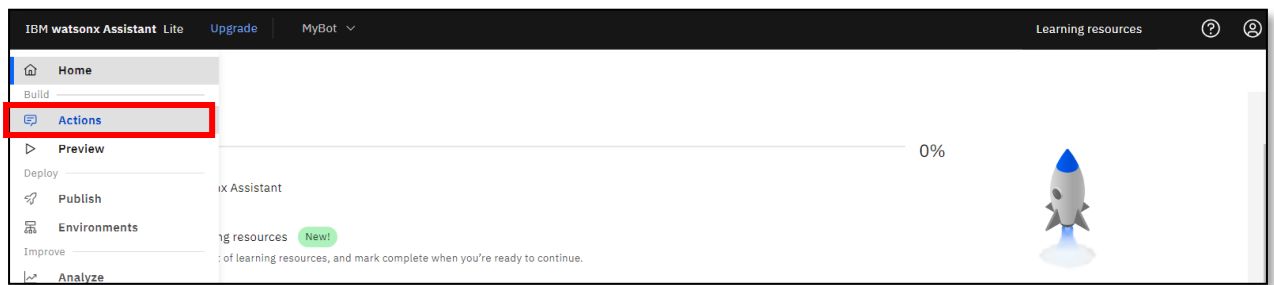 IBM watsonx Assistant Lite Upgrade MyBot Learning resources
Home
Build
Actions
Preview
0%
Deploy
Assistant
Publish
Environments
resources New!
of learning resources, and mark complete when you're ready to continue.
Improve
Analyze